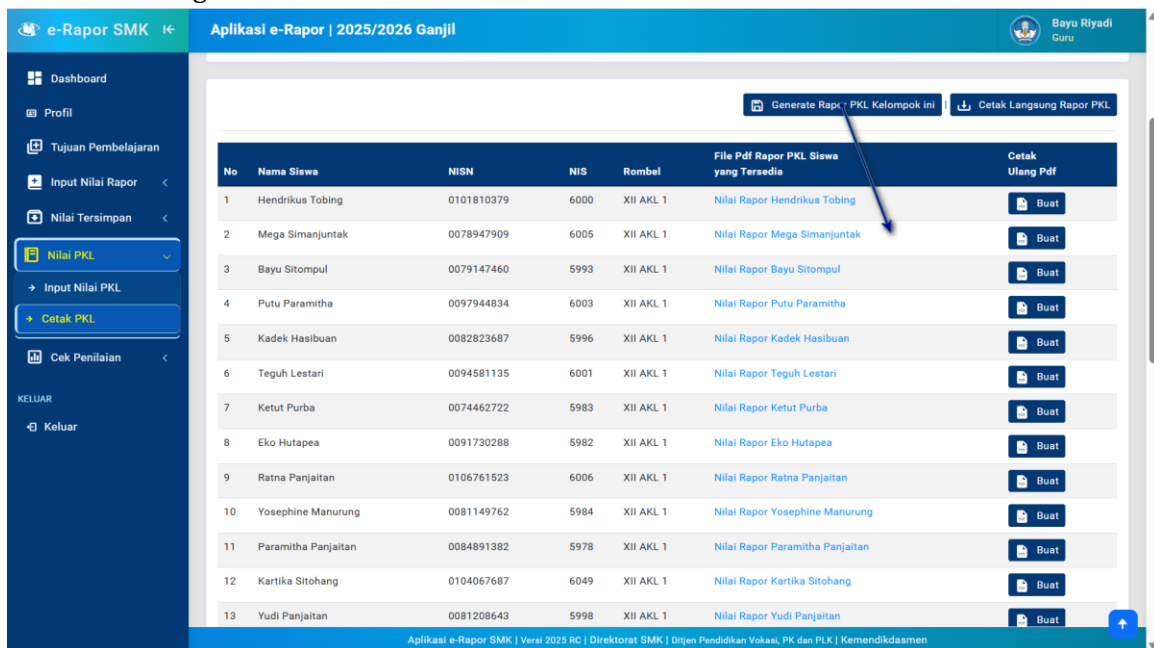 e-Rapor SMK
Aplikasi e-Rapor | 2025/2026 Ganjil
Bayu Riyadi
Guru
Dashboard
Profil
Tujuan Pembelajaran
Input Nilai Rapor
Nilai Tersimpan
Nilai PKL
Input Nilai PKL
Cetak PKL
Cek Penilaian
KELUAR
Keluar
Generate Rapor PKL Kelompok ini | Cetak Langsung Rapor PKL
No Nama Siswa NISN NIS Rombel File Pdf Rapor PKL Siswa yang Tersedia Cetak Ulang Pdf
1 Hendrikus Tobing 0101810379 6000 XII AKL 1 Nilai Rapor Hendrikus Tobing Buat
2 Mega Simanjuntak 0078947909 6005 XII AKL 1 Nilai Rapor Mega Simanjuntak Buat
3 Bayu Sitompul 0079147460 5993 XII AKL 1 Nilai Rapor Bayu Sitompul Buat
4 Putu Paramitha 0097944834 6003 XII AKL 1 Nilai Rapor Putu Paramitha Buat
5 Kadek Hasibuan 0082823687 5996 XII AKL 1 Nilai Rapor Kadek Hasibuan Buat
6 Teguh Lestari 0094581135 6001 XII AKL 1 Nilai Rapor Teguh Lestari Buat
7 Ketut Purba 0074462722 5983 XII AKL 1 Nilai Rapor Ketut Purba Buat
8 Eko Hutapea 0091730288 5982 XII AKL 1 Nilai Rapor Eko Hutapea Buat
9 Ratna Panjaitan 0106761523 6006 XII AKL 1 Nilai Rapor Ratna Panjaitan Buat
10 Yosephine Manurung 0081149762 5984 XII AKL 1 Nilai Rapor Yosephine Manurung Buat
11 Paramitha Panjaitan 0084891382 5978 XII AKL 1 Nilai Rapor Paramitha Panjaitan Buat
12 Kartika Sitohang 0104067687 6049 XII AKL 1 Nilai Rapor Kartika Sitohang Buat
13 Yudi Panjaitan 0081208643 5998 XII AKL 1 Nilai Rapor Yudi Panjaitan Buat
Aplikasi e-Rapor SMK | Versi 2025 RC | Direktorat SMK | Ditjen Pendidikan Vokasi, PK dan PLK | Kemendikdasmen